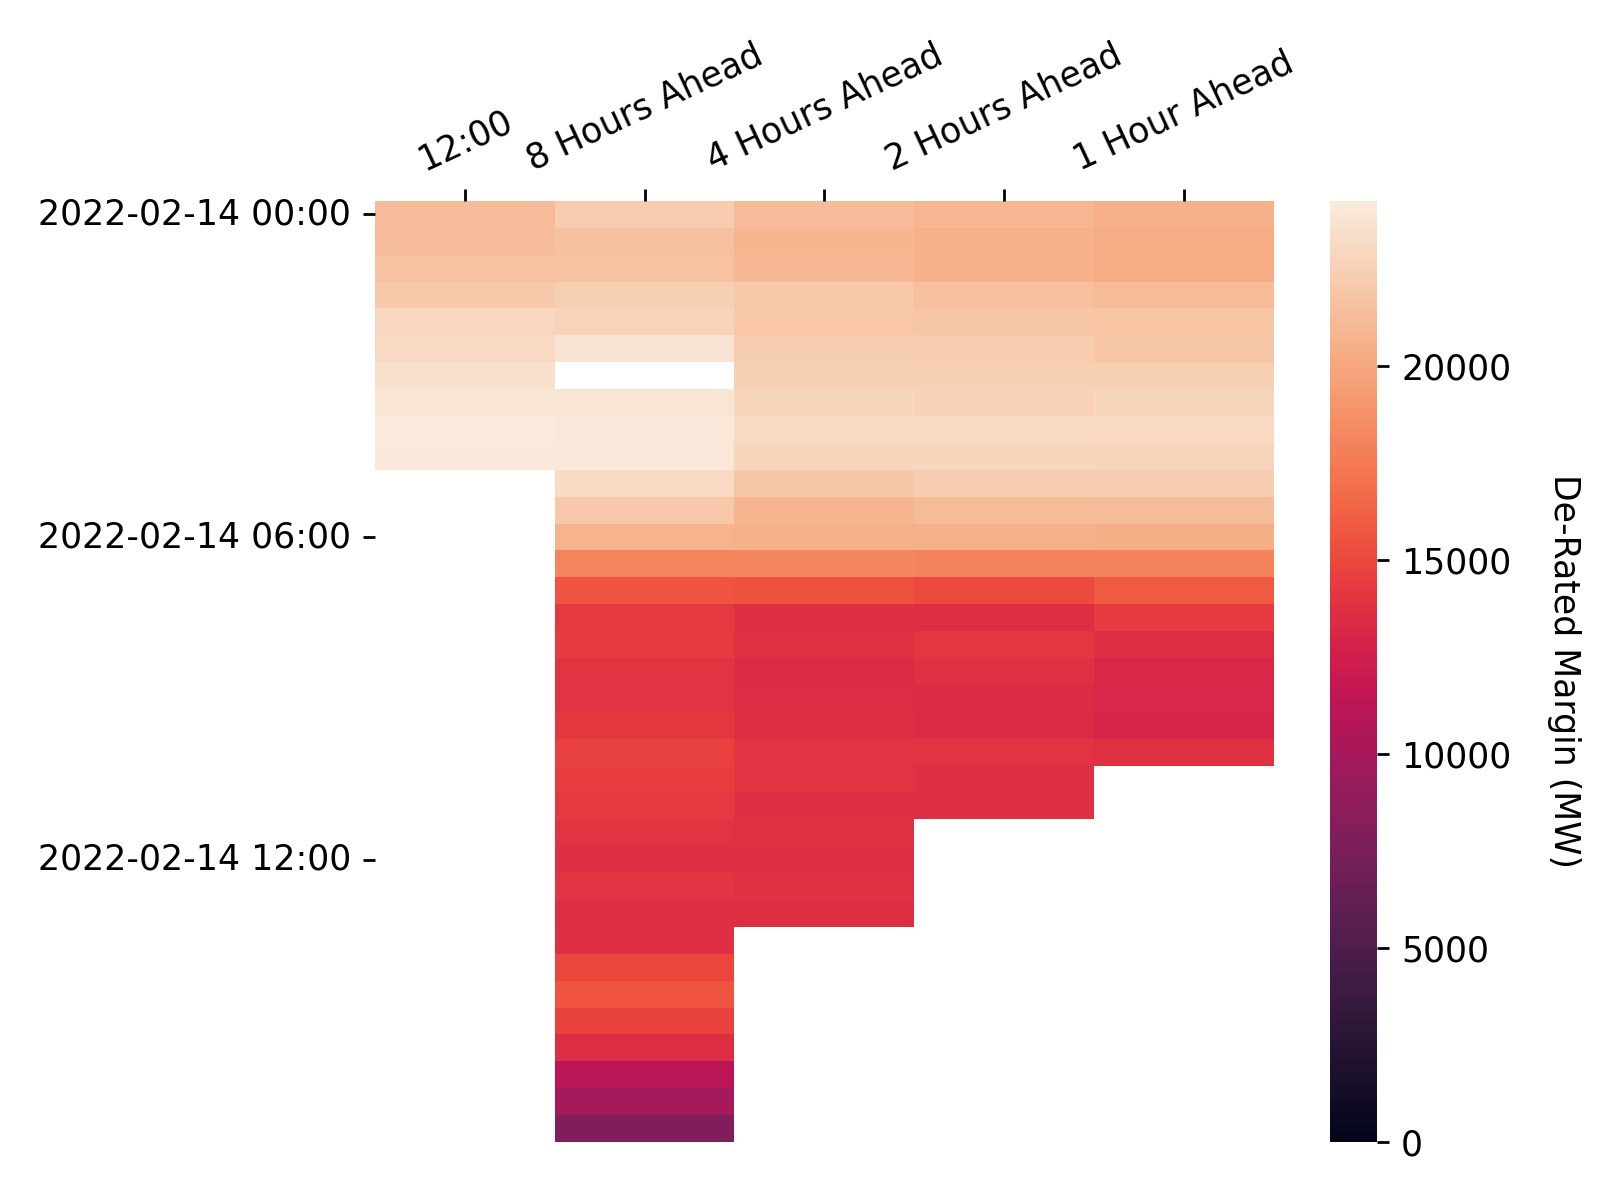 12:00
8 Hours Ahead
4 Hours Ahead
2 Hours Ahead
1 Hour Ahead
2022-02-14 00:00
2022-02-14 06:00
2022-02-14 12:00
20000
15000
10000
5000
0
De-Rated Margin (MW)